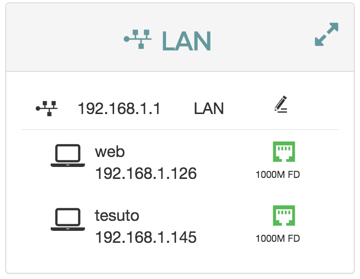 LAN
192.168.1.1 LAN
web
192.168.1.126
1000M FD
tesuto
192.168.1.145
1000M FD